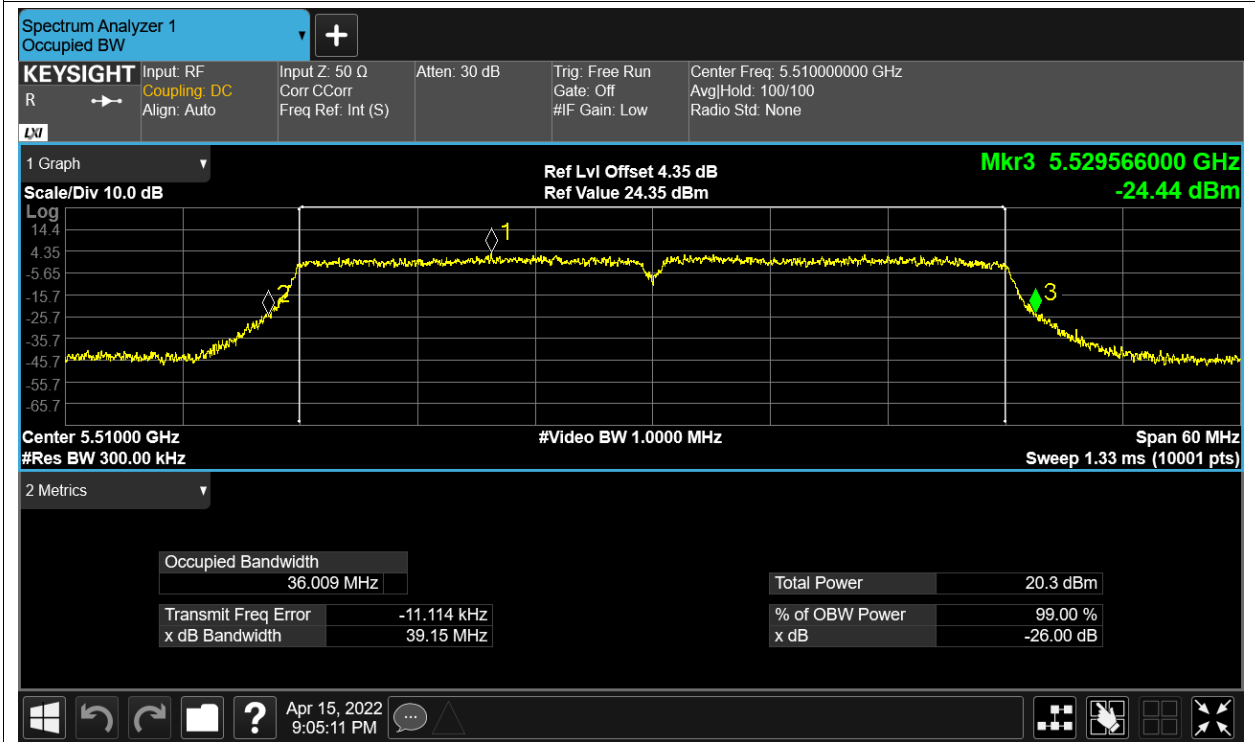 Spectrum Analyzer 1
Occupied BW
KEYSIGHT Input: RF Input Z: 50 Ω Atten: 30 dB Trig: Free Run Center Freq: 5.510000000 GHz
R Coupling: DC Corr CCorr Gate: Off Avg|Hold: 100/100
Align: Auto Freq Ref: Int (S) #IF Gain: Low Radio Std: None
LXI
1 Graph Ref Lvl Offset 4.35 dB Mkr3 5.529566000 GHz
Scale/Div 10.0 dB Ref Value 24.35 dBm -24.44 dBm
Log
14.4
1
4.35
-5.65
-15.7
2
3
-25.7
-35.7
-45.7
-55.7
-65.7
Center 5.51000 GHz #Video BW 1.0000 MHz Span 60 MHz
#Res BW 300.00 kHz Sweep 1.33 ms (10001 pts)
2 Metrics
Occupied Bandwidth
36.009 MHz Total Power 20.3 dBm
Transmit Freq Error -11.114 kHz % of OBW Power 99.00 %
x dB Bandwidth 39.15 MHz x dB -26.00 dB
? Apr 15, 2022
9:05:11 PM